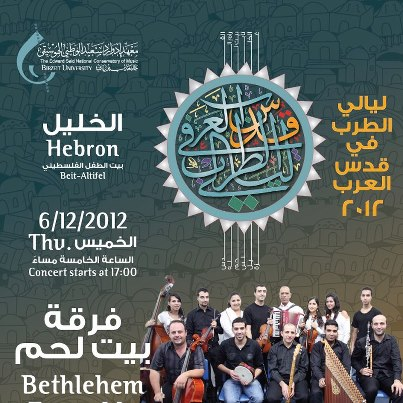 معهد إدوارد سعيد الوطني للموسيقى
The Edward Said National Conservatory of Music
BIRZEIT UNIVERSITY
ليالي
الطرب
في
قدس
العرب
٢٠١٢
الخليل
Hebron
بيت الطفل الفلسطيني
Beit-Altifel
6/12/2012
Thu. الخميس
الساعة الخامسة مساءً
Concert starts at 17:00
فرقة
بيت لحم
Bethlehem